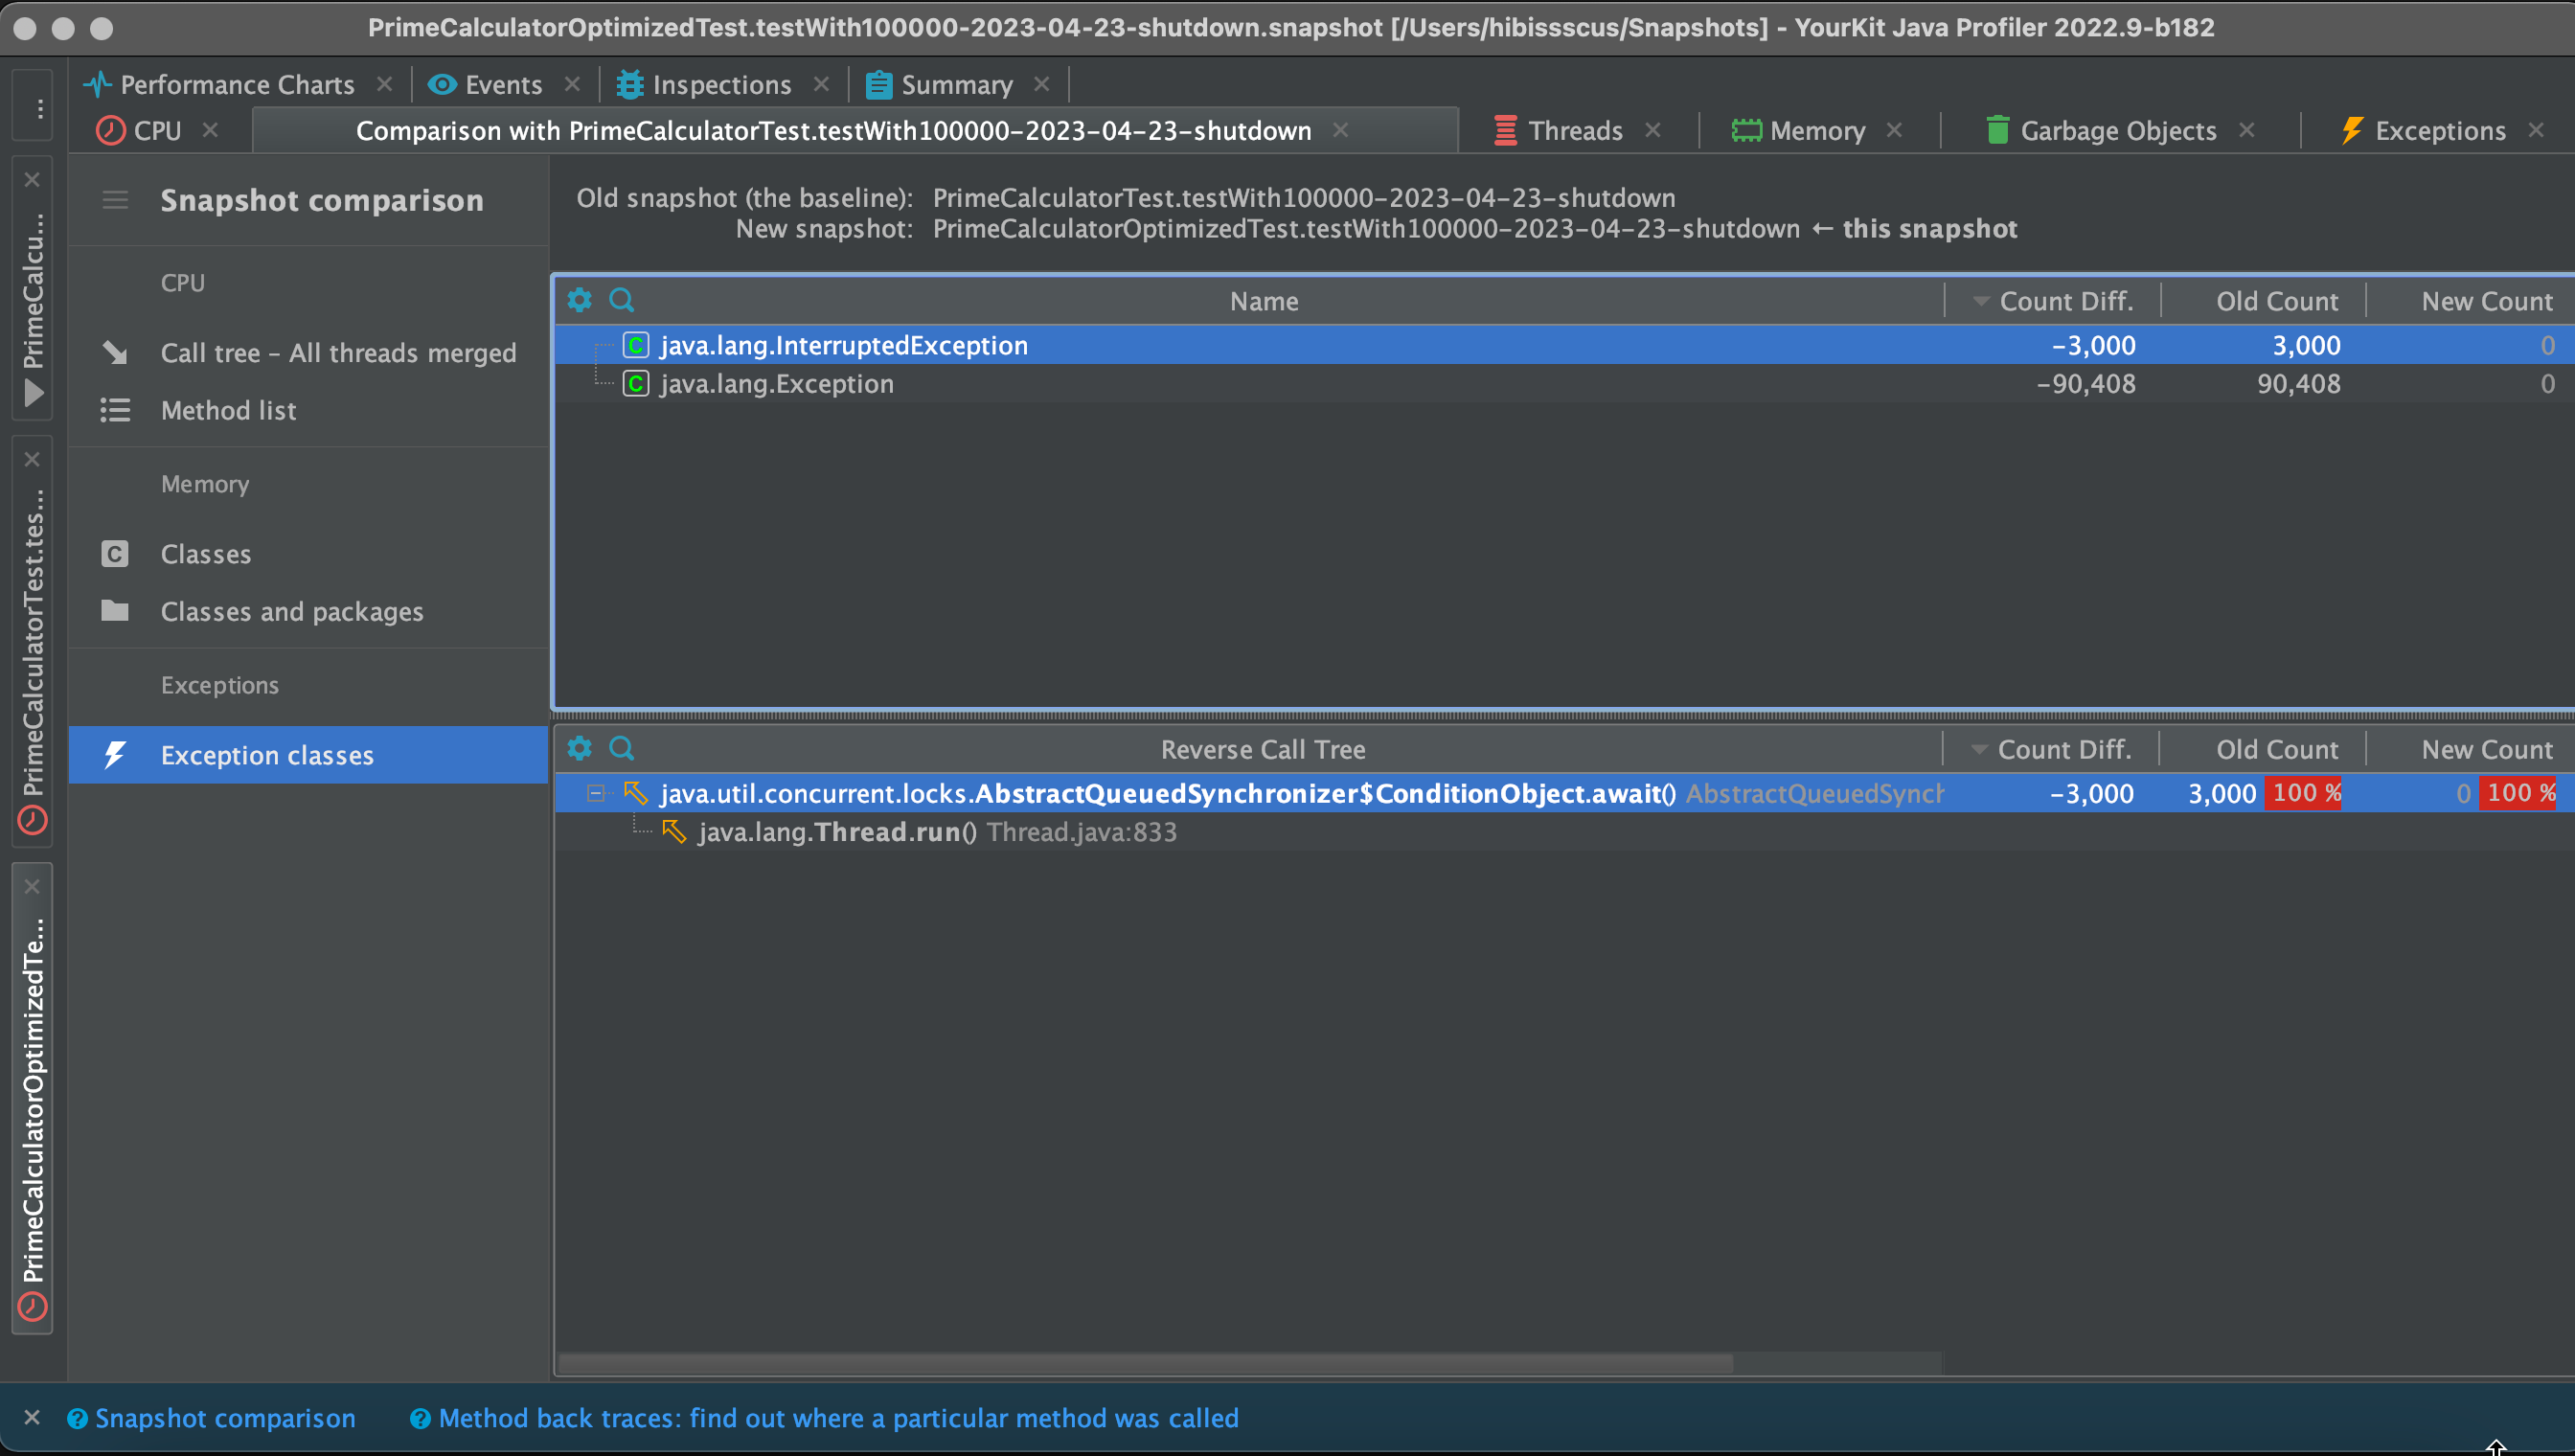 PrimeCalculatorOptimizedTest.testWith100000-2023-04-23-shutdown.snapshot [/Users/hibissscus/Snapshots] - YourKit Java Profiler 2022.9-b182
Performance Charts
Events
Inspections
Summary
CPU
Comparison with PrimeCalculatorTest.testWith100000-2023-04-23-shutdown
Threads
Memory
Garbage Objects
Exceptions
...
PrimeCalcu...
PrimeCalculatorTest.tes...
PrimeCalculatorOptimizedTe...
Snapshot comparison
CPU
Call tree – All threads merged
Method list
Memory
C Classes
Classes and packages
Exceptions
Exception classes
Old snapshot (the baseline): PrimeCalculatorTest.testWith100000-2023-04-23-shutdown
New snapshot: PrimeCalculatorOptimizedTest.testWith100000-2023-04-23-shutdown ← this snapshot
Name Count Diff. Old Count New Count
C java.lang.InterruptedException -3,000 3,000 0
C java.lang.Exception -90,408 90,408 0
Reverse Call Tree Count Diff. Old Count New Count
java.util.concurrent.locks.AbstractQueuedSynchronizer$ConditionObject.await() AbstractQueuedSynch -3,000 3,000 100 % 0 100 %
java.lang.Thread.run() Thread.java:833
? Snapshot comparison
? Method back traces: find out where a particular method was called